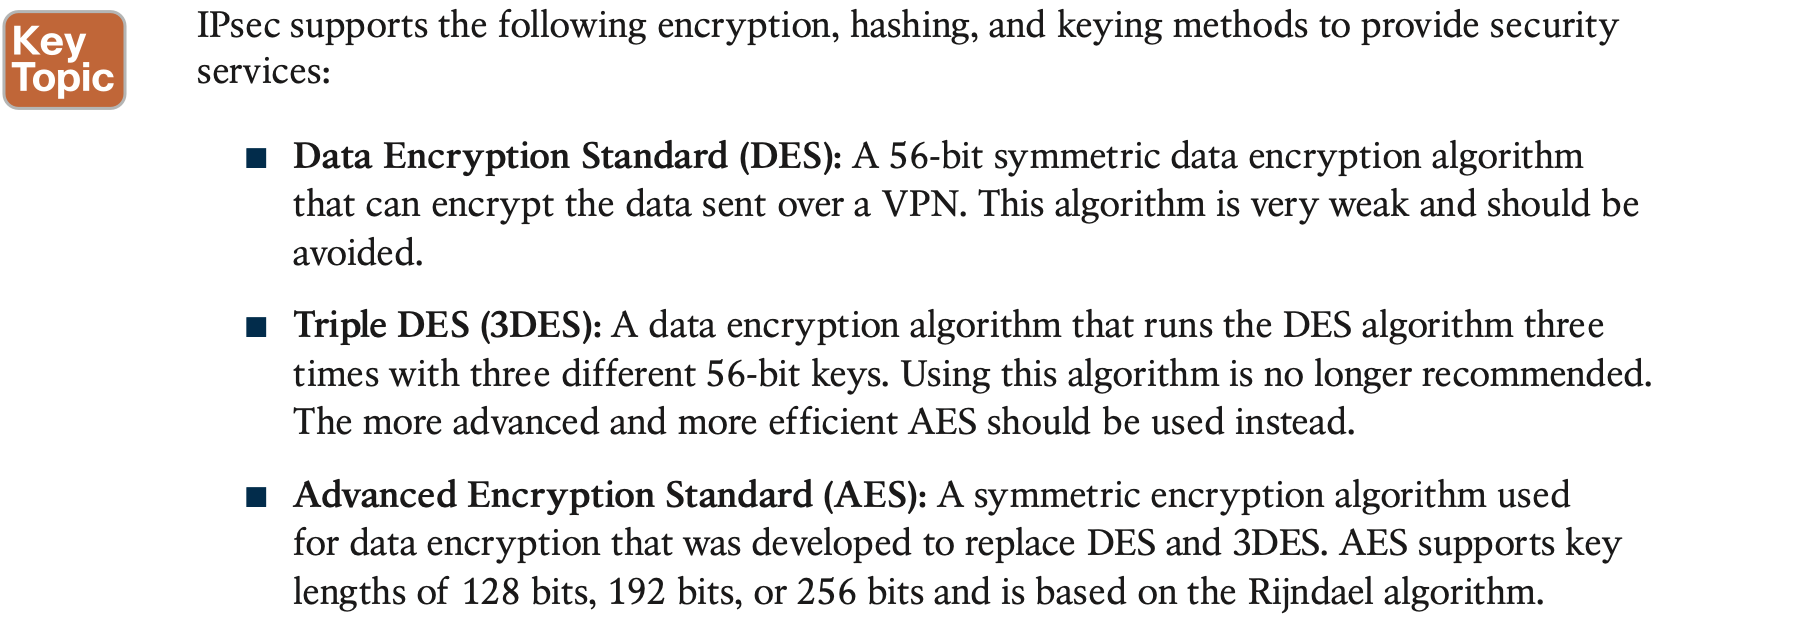 Key
Topic
IPsec supports the following encryption, hashing, and keying methods to provide security
services:
■ Data Encryption Standard (DES): A 56-bit symmetric data encryption algorithm
that can encrypt the data sent over a VPN. This algorithm is very weak and should be
avoided.
■ Triple DES (3DES): A data encryption algorithm that runs the DES algorithm three
times with three different 56-bit keys. Using this algorithm is no longer recommended.
The more advanced and more efficient AES should be used instead.
■ Advanced Encryption Standard (AES): A symmetric encryption algorithm used
for data encryption that was developed to replace DES and 3DES. AES supports key
lengths of 128 bits, 192 bits, or 256 bits and is based on the Rijndael algorithm.